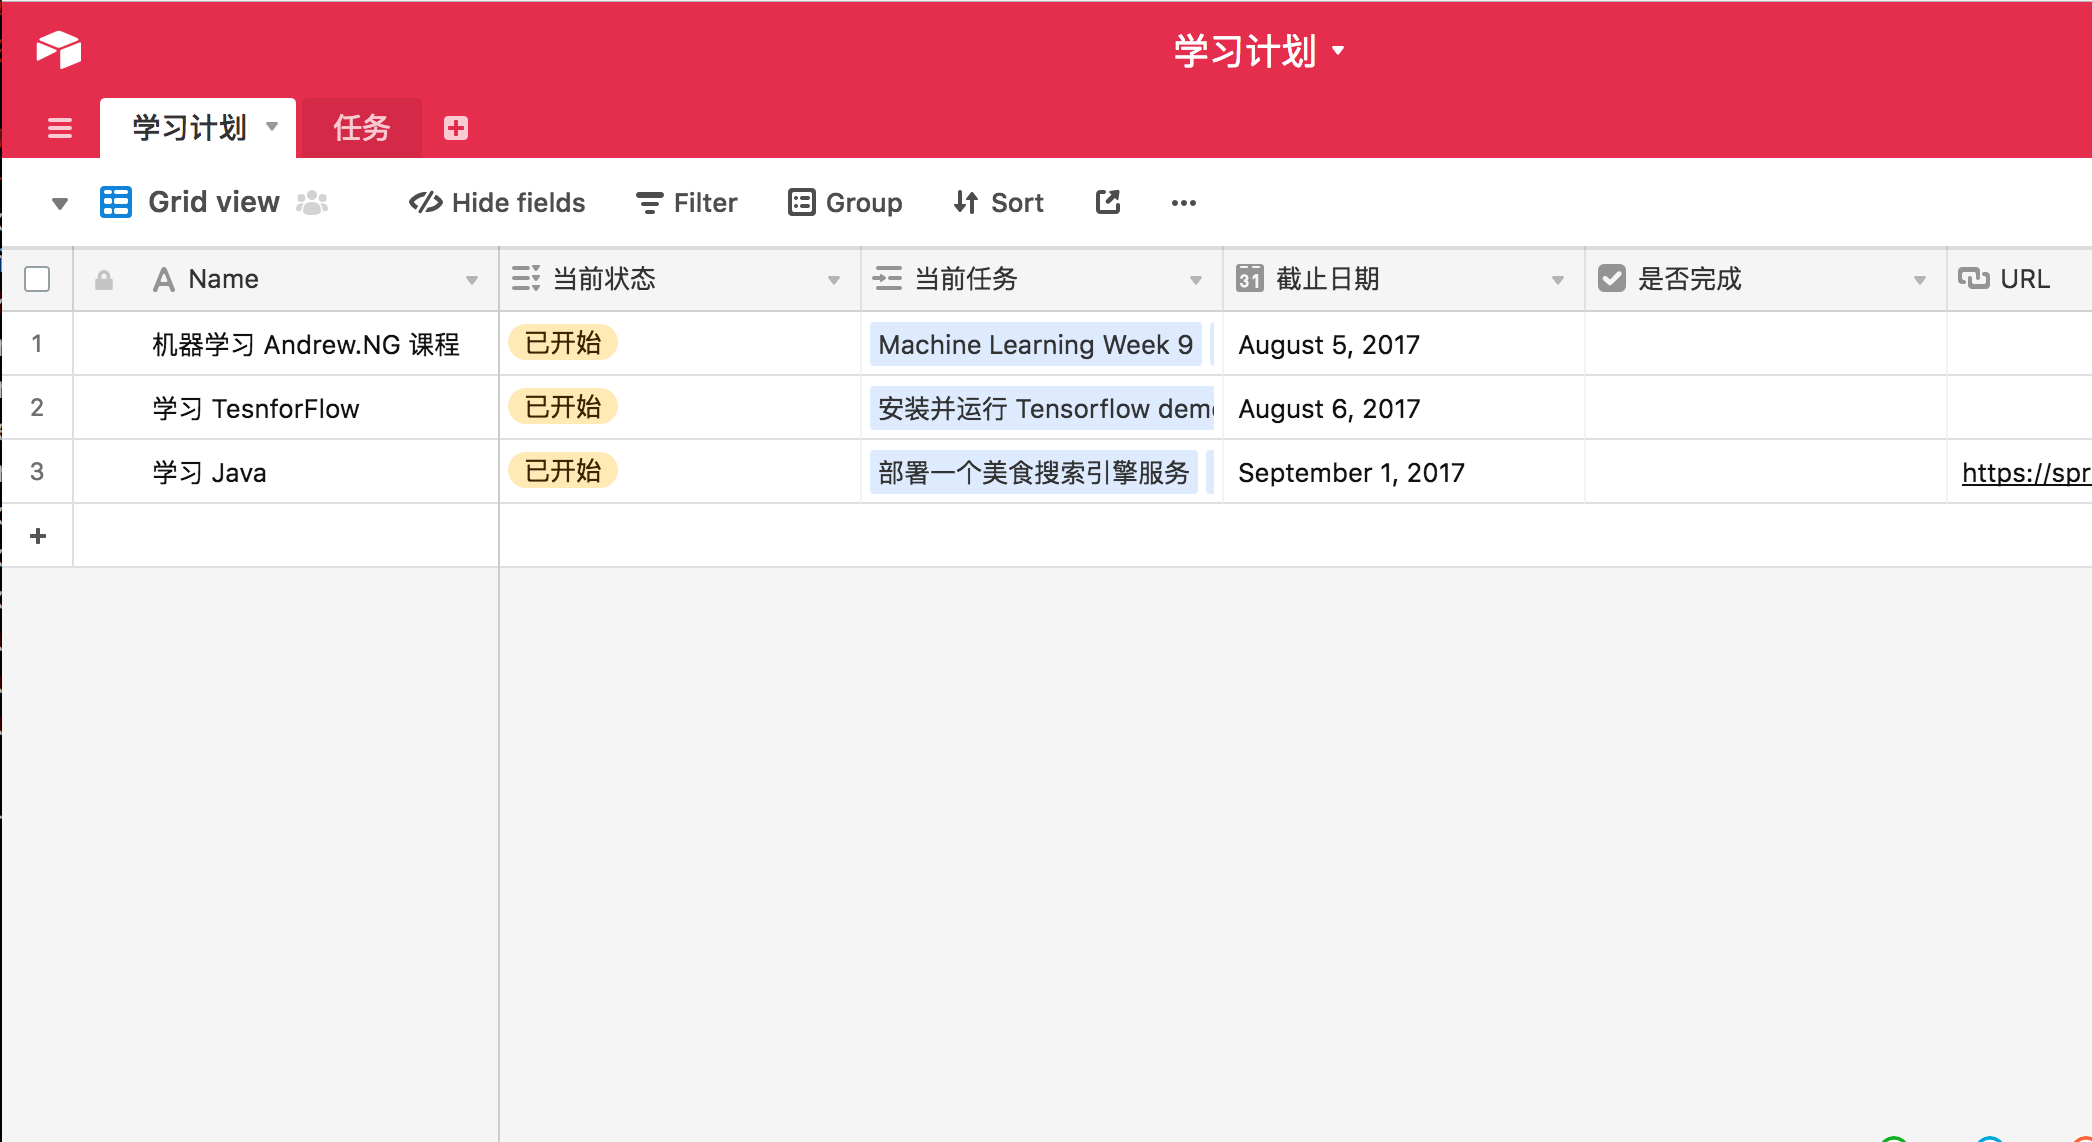 学习计划
学习计划 任务
Grid view Hide fields Filter Group Sort
Name 当前状态 当前任务 31 截止日期 是否完成 URL
1 机器学习 Andrew.NG 课程 已开始 Machine Learning Week 9 August 5, 2017
2 学习 TesnforFlow 已开始 安装并运行 Tensorflow dem August 6, 2017
3 学习 Java 已开始 部署一个美食搜索引擎服务 September 1, 2017 https://spr